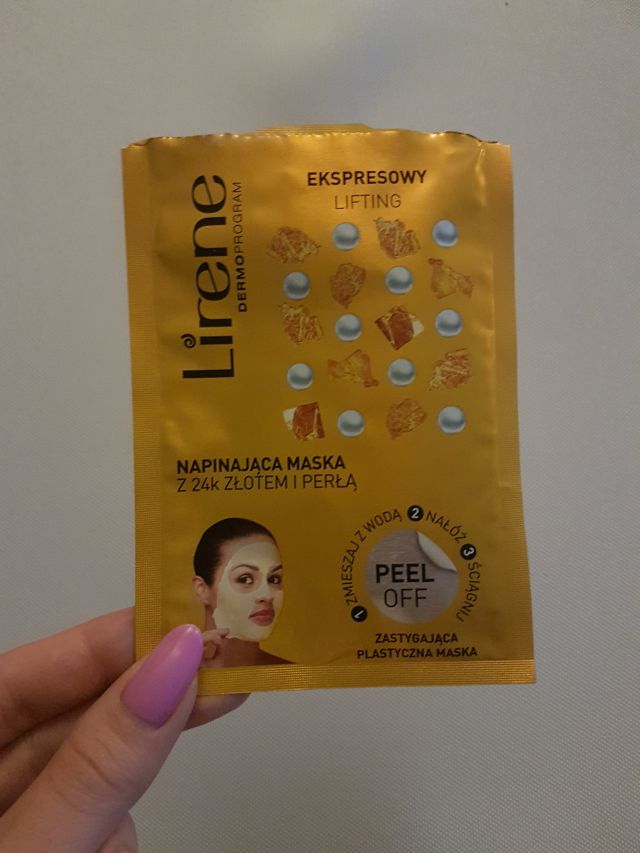 Lirene
DERMOPROGRAM
EKSPRESOWY
LIFTING
NAPINAJĄCA MASKA
Z 24k ZŁOTEM I PERŁĄ
1 ZMIESZAJ Z WODĄ 2 NAŁÓŻ 3 ŚCIĄGNIJ
PEEL
OFF
ZASTYGAJĄCA
PLASTYCZNA MASKA